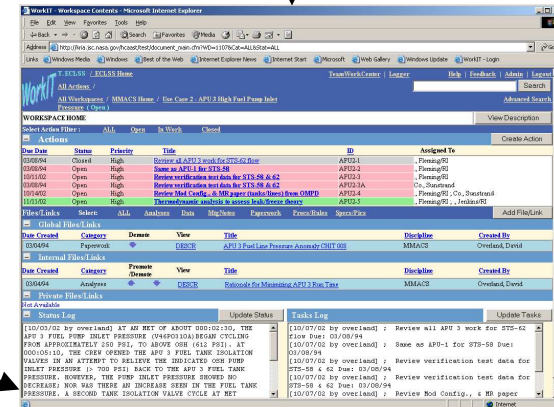 WorkIT - Workspace Contents - Microsoft Internet Explorer
File Edit View Favorites Tools Help
Back Search Favorites Media
Address http://kria.jsc.nasa.gov/hcaast/test/document_main.cfm?WD=1107&Cat=ALL&Stat=ALL Go
Links Windows Media Windows Best of the Web Internet Explorer News Internet Start Microsoft Web Gallery Windows Update WorkIT - Login
WorkIT T.ECLSS / ECLSS Home TeamWorkCenter | Logger Help | Feedback | Admin | Logout
All Actions / Search
All Workspaces / MMACS Home / Use Case 2 : APU 3 High Fuel Pump Inlet Advanced Search
Pressure ( Open )
WORKSPACE HOME View Description
Select Action Filter : ALL Open In Work Closed
Actions Create Action
Due Date Status Priority Title ID Assigned To
03/08/94 Closed High Review all APU 3 work for STS-62 flow APU2-1 , Fleming/RI
03/08/94 Open High Same as APU-1 for STS-58 APU2-2 , Fleming/RI
10/11/02 Open High Review verification test data for STS-58 & 62 APU2-3 , Fleming/RI
03/08/94 Open High Review verification test data for STS-58 & 62 APU2-3A Co., Sunstrand
10/14/02 Open High Review Mod Config., & MR paper (tasks/lines) from OMPD APU2-4 , Fleming/RI ; Co., Sunstrand
11/11/02 Open High Thermodynamic analysis to assess leak/freeze theory APU2-5 , Fleming/RI ; , Jenkins/RI
Files/Links Select: ALL Analyses Data MtgNotes Paperwork Procs/Rules Specs/Pics Add File/Link
Global Files/Links
Date Created Category Demote View Title Discipline Created By
03/04/94 Paperwork DESCR APU 3 Fuel Line Pressure Anomaly CHIT 008 MMACS Overland, David
Internal Files/Links
Date Created Category Promote /Demote View Title Discipline Created By
03/04/94 Analyses DESCR Rationale for Minimizing APU 3 Run Time MMACS Overland, David
Private Files/Links
Not Available
Status Log Update Status Tasks Log Update Tasks
[10/03/02 by overland] AT AN MET OF ABOUT 000:02:30, THE
APU 3 FUEL PUMP INLET PRESSURE (V46P0310A)BEGAN CYCLING
FROM APPROXIMATELY 250 PSI, TO ABOVE OSH (612 PSI). AT
000:05:10, THE CREW OPENED THE APU 3 FUEL TANK ISOLATION
VALVES IN AN ATTEMPT TO RELIEVE THE INDICATED OSH PUMP
INLET PRESSURE (> 700 PSI) BACK TO THE APU 3 FUEL TANK
PRESSURE. HOWEVER, THE PUMP INLET PRESSURE SHOWED NO
DECREASE; NOR WAS THERE AN INCREASE SEEN IN THE FUEL TANK
PRESSURE. A SECOND TANK ISOLATION VALVE CYCLE AT MET
[10/07/02 by overland] ; Review all APU 3 work for STS-62
flow Due: 03/08/94
[10/07/02 by overland] ; Same as APU-1 for STS-58 Due:
03/08/94
[10/07/02 by overland] ; Review verification test data for
STS-58 & 62 Due: 03/08/94
[10/07/02 by overland] ; Review verification test data for
STS-58 & 62 Due: 03/08/94
[10/07/02 by overland] ; Review Mod Config., & MR paper
Internet